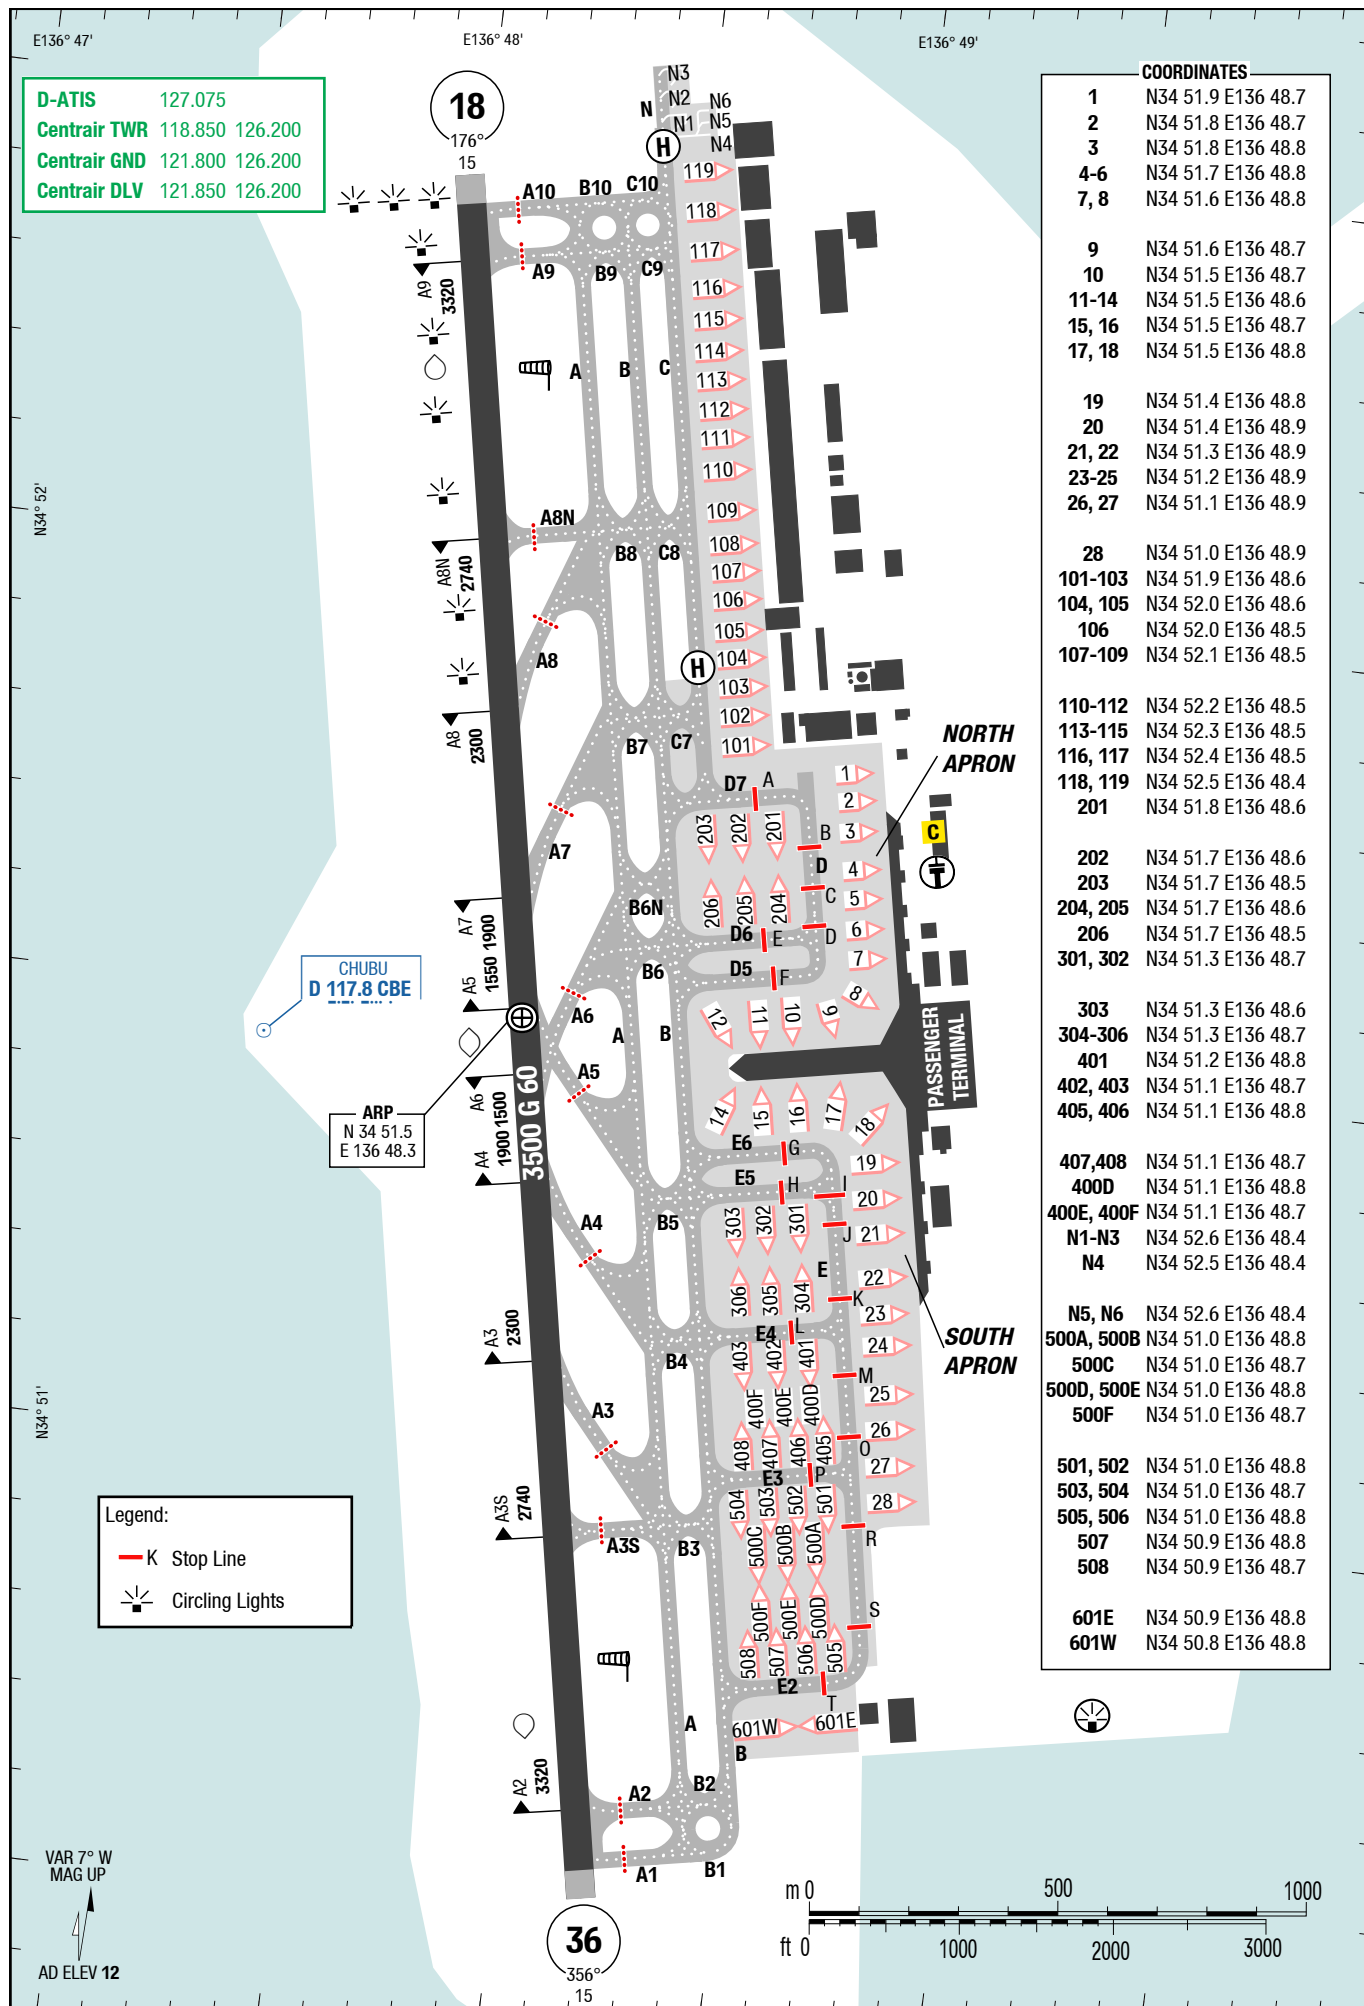 E136° 47'
E136° 48'
E136° 49'
D-ATIS 127.075
Centrair TWR 118.850 126.200
Centrair GND 121.800 126.200
Centrair DLV 121.850 126.200
18
176°
15
N3
N2
N
N6
N1
N5
N4
H
119
118
117
116
115
114
113
112
111
110
109
108
107
106
105
104
103
102
101
A10
B10
C10
A9
B9
C9
A9
3320
A
B
C
N34° 52'
A8N
B8
C8
A8N
2740
A8
H
A8
2300
B7
C7
D7
A
NORTH
APRON
1
2
3
4
5
6
7
8
203
202
201
B
D
C
206
205
204
D
D6
E
D5
F
A7
B6N
A7
1900
A5
1550
B6
A6
A
B
12
11
10
9
C
CHUBU
D 117.8 CBE
ARP
N 34 51.5
E 136 48.3
A5
A6
1500
A4
1900
3500 G 60
PASSENGER
TERMINAL
14
15
16
17
18
E6
G
E5
H
I
19
20
21
22
23
24
25
26
27
28
303
302
301
J
A4
B5
E
306
305
304
K
E4
L
SOUTH
APRON
A3
2300
B4
403
402
401
M
400F
400E
400D
N34° 51'
A3
408
407
406
405
O
E3
P
A3S
2740
504
503
502
501
500C
500B
500A
R
A3S
B3
Legend:
K Stop Line
Circling Lights
500F
500E
500D
S
508
507
506
505
E2
T
601W
601E
A
B
A2
3320
A2
B2
A1
B1
VAR 7° W
MAG UP
AD ELEV 12
36
356°
15
m 0 500 1000
ft 0 1000 2000 3000
COORDINATES
1 N34 51.9 E136 48.7
2 N34 51.8 E136 48.7
3 N34 51.8 E136 48.8
4-6 N34 51.7 E136 48.8
7, 8 N34 51.6 E136 48.8
9 N34 51.6 E136 48.7
10 N34 51.5 E136 48.7
11-14 N34 51.5 E136 48.6
15, 16 N34 51.5 E136 48.7
17, 18 N34 51.5 E136 48.8
19 N34 51.4 E136 48.8
20 N34 51.4 E136 48.9
21, 22 N34 51.3 E136 48.9
23-25 N34 51.2 E136 48.9
26, 27 N34 51.1 E136 48.9
28 N34 51.0 E136 48.9
101-103 N34 51.9 E136 48.6
104, 105 N34 52.0 E136 48.6
106 N34 52.0 E136 48.5
107-109 N34 52.1 E136 48.5
110-112 N34 52.2 E136 48.5
113-115 N34 52.3 E136 48.5
116, 117 N34 52.4 E136 48.5
118, 119 N34 52.5 E136 48.4
201 N34 51.8 E136 48.6
202 N34 51.7 E136 48.6
203 N34 51.7 E136 48.5
204, 205 N34 51.7 E136 48.6
206 N34 51.7 E136 48.5
301, 302 N34 51.3 E136 48.7
303 N34 51.3 E136 48.6
304-306 N34 51.3 E136 48.7
401 N34 51.2 E136 48.8
402, 403 N34 51.1 E136 48.7
405, 406 N34 51.1 E136 48.8
407,408 N34 51.1 E136 48.7
400D N34 51.1 E136 48.8
400E, 400F N34 51.1 E136 48.7
N1-N3 N34 52.6 E136 48.4
N4 N34 52.5 E136 48.4
N5, N6 N34 52.6 E136 48.4
500A, 500B N34 51.0 E136 48.8
500C N34 51.0 E136 48.7
500D, 500E N34 51.0 E136 48.8
500F N34 51.0 E136 48.7
501, 502 N34 51.0 E136 48.8
503, 504 N34 51.0 E136 48.7
505, 506 N34 51.0 E136 48.8
507 N34 50.9 E136 48.8
508 N34 50.9 E136 48.7
601E N34 50.9 E136 48.8
601W N34 50.8 E136 48.8